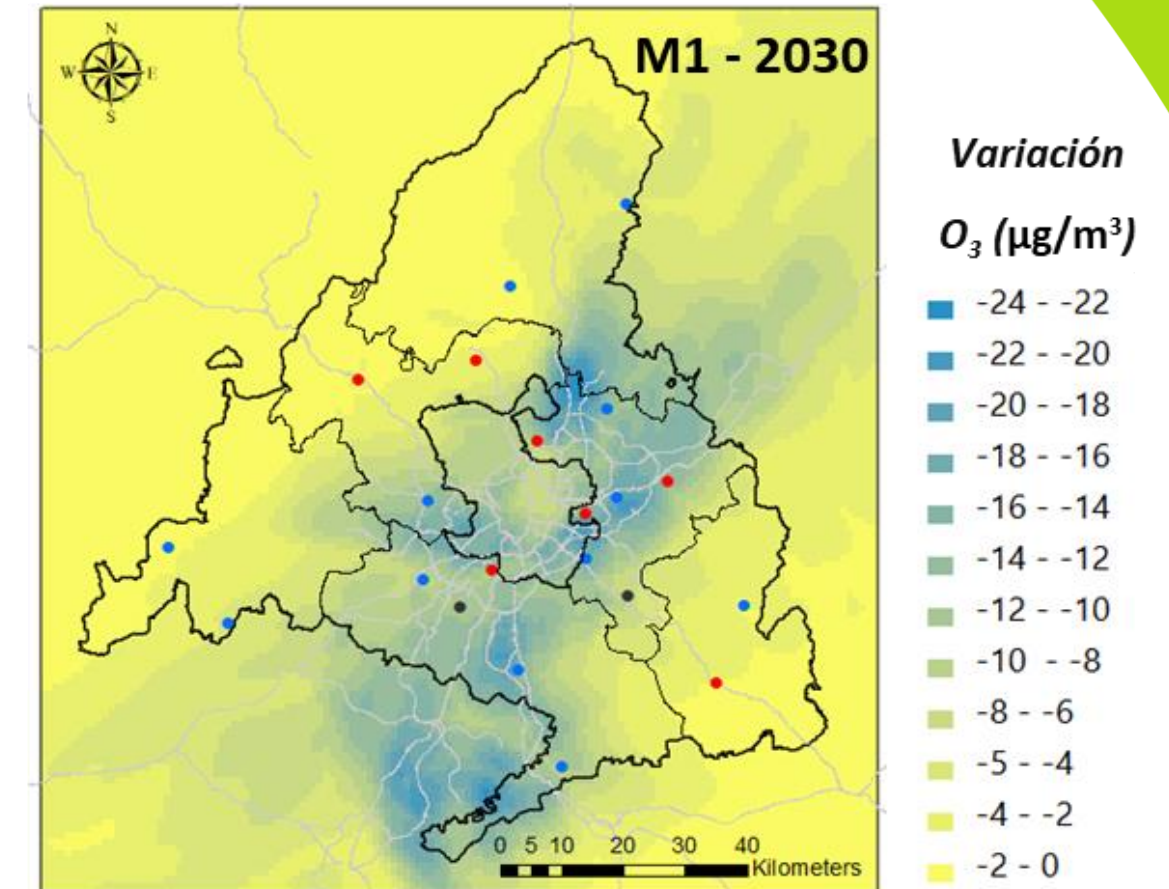 M1 - 2030
N
W
E
S
Variación
O₃ (µg/m³)
-24 - -22
-22 - -20
-20 - -18
-18 - -16
-16 - -14
-14 - -12
-12 - -10
-10 - -8
-8 - -6
-5 - -4
-4 - -2
-2 - 0
0 5 10 20 30 40
Kilometers